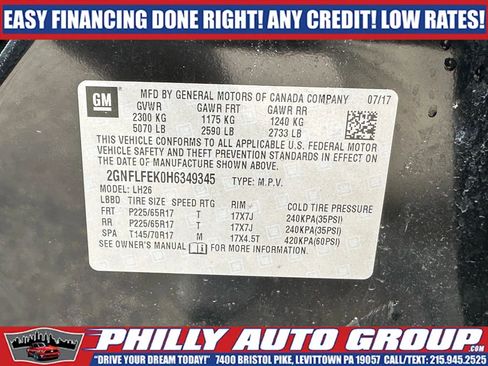 EASY FINANCING DONE RIGHT! ANY CREDIT! LOW RATES!
GM
MFD BY GENERAL MOTORS OF CANADA COMPANY 07/17
GVWR GAWR FRT GAWR RR
2300 KG 1175 KG 1240 KG
5070 LB 2590 LB 2733 LB
THIS VEHICLE CONFORMS TO ALL APPLICABLE U.S. FEDERAL MOTOR
VEHICLE SAFETY AND THEFT PREVENTION STANDARDS IN EFFECT ON
THE DATE OF MANUFACTURE SHOWN ABOVE.
2GNFLFEK0H6349345 TYPE: M.P.V.
MODEL: LH26
LBBD TIRE SIZE SPEED RTG RIM COLD TIRE PRESSURE
FRT P225/65R17 T 17X7J 240KPA(35PSI)
RR P225/65R17 T 17X7J 240KPA(35PSI)
SPA T145/70R17 M 17X4.5T 420KPA(60PSI)
SEE OWNER'S MANUAL FOR MORE INFORMATION.
PHILLY AUTO GROUP.COM
"DRIVE YOUR DREAM TODAY!" 7400 BRISTOL PIKE, LEVITTOWN PA 19057 CALL/TEXT: 215.945.2525